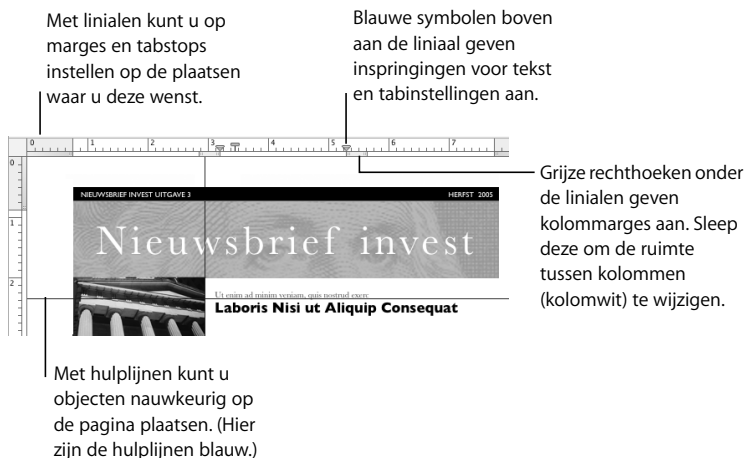 Met linialen kunt u op
marges en tabstops
instellen op de plaatsen
waar u deze wenst.
Blauwe symbolen boven
aan de liniaal geven
inspringingen voor tekst
en tabinstellingen aan.
0 1 2 3 4 5 6 7
0
1
2
NIEUWSBRIEF INVEST UITGAVE 3 HERFST 2005
Nieuwsbrief invest
Ut enim ad minim veniam, quis nostrud exerc
Laboris Nisi ut Aliquip Consequat
Grijze rechthoeken onder
de linialen geven
kolommarges aan. Sleep
deze om de ruimte
tussen kolommen
(kolomwit) te wijzigen.
Met hulplijnen kunt u
objecten nauwkeurig op
de pagina plaatsen. (Hier
zijn de hulplijnen blauw.)